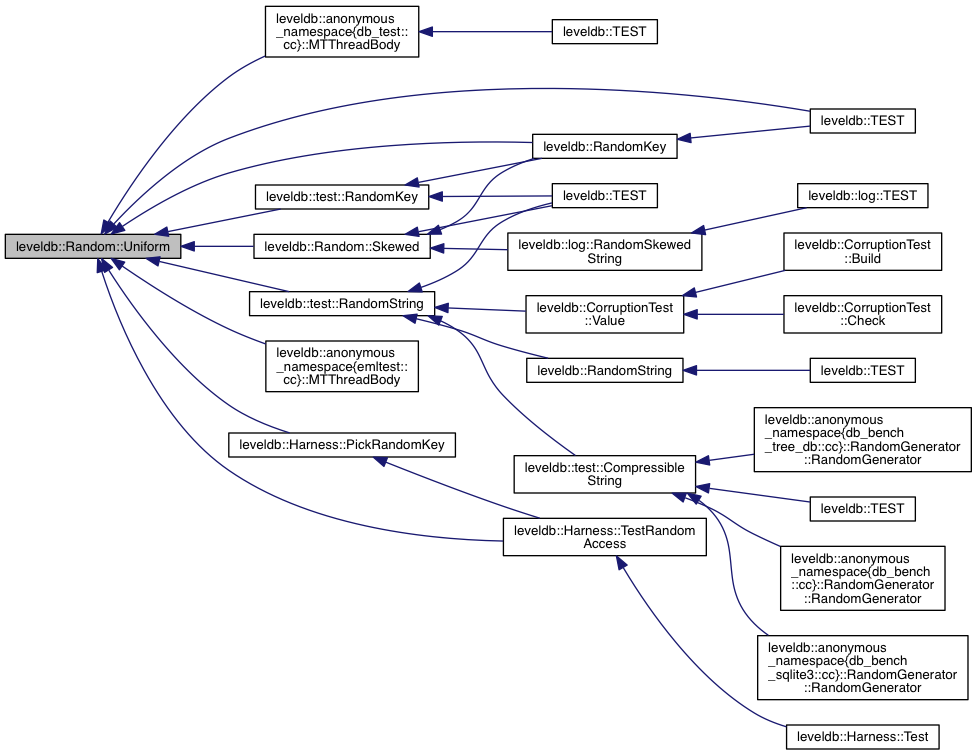 leveldb::anonymous
_namespace{db_test::
cc}::MTThreadBody
leveldb::TEST
leveldb::TEST
leveldb::RandomKey
leveldb::test::RandomKey
leveldb::TEST
leveldb::log::TEST
leveldb::Random::Uniform
leveldb::Random::Skewed
leveldb::log::RandomSkewed
String
leveldb::CorruptionTest
::Build
leveldb::test::RandomString
leveldb::CorruptionTest
::Value
leveldb::CorruptionTest
::Check
leveldb::anonymous
_namespace{emltest::
cc}::MTThreadBody
leveldb::RandomString
leveldb::TEST
leveldb::Harness::PickRandomKey
leveldb::anonymous
_namespace{db_bench
_tree_db::cc}::RandomGenerator
::RandomGenerator
leveldb::test::Compressible
String
leveldb::TEST
leveldb::Harness::TestRandom
Access
leveldb::anonymous
_namespace{db_bench
::cc}::RandomGenerator
::RandomGenerator
leveldb::anonymous
_namespace{db_bench
_sqlite3::cc}::RandomGenerator
::RandomGenerator
leveldb::Harness::Test